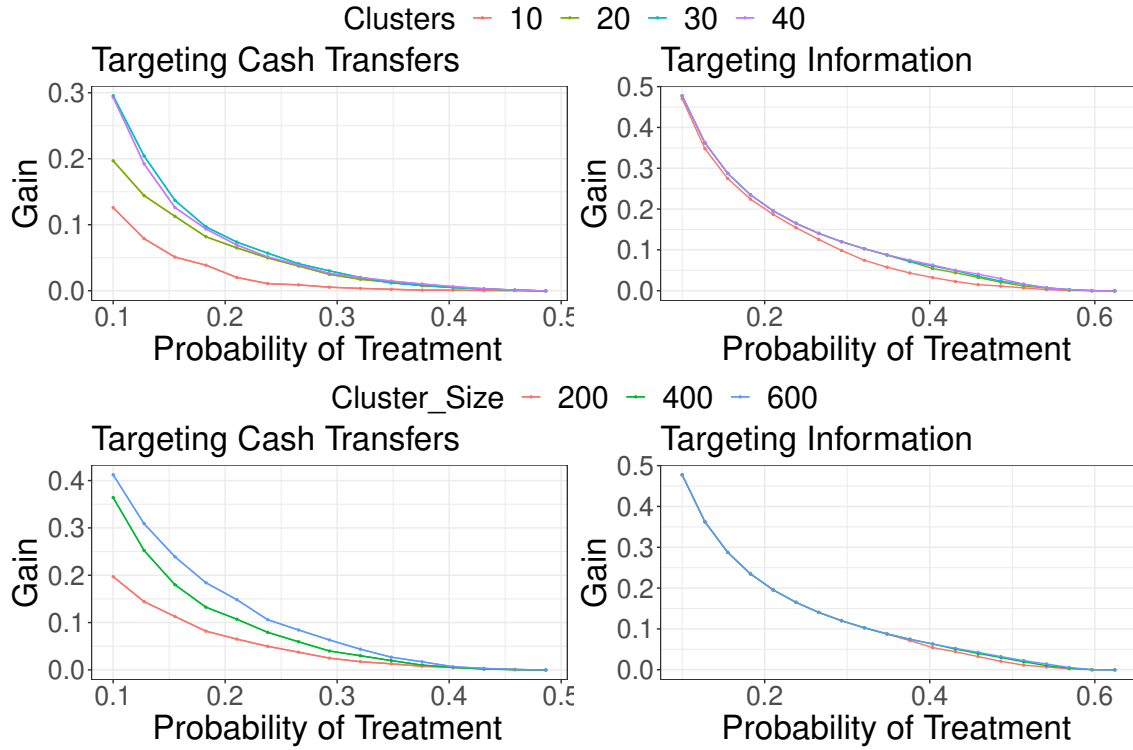 Clusters 10 20 30 40
Targeting Cash Transfers
Gain
0.3
0.2
0.1
0.0
0.1 0.2 0.3 0.4 0.5
Probability of Treatment
Targeting Information
Gain
0.5
0.4
0.3
0.2
0.1
0.0
0.2 0.4 0.6
Probability of Treatment
Cluster_Size 200 400 600
Targeting Cash Transfers
Gain
0.4
0.3
0.2
0.1
0.0
0.1 0.2 0.3 0.4 0.5
Probability of Treatment
Targeting Information
Gain
0.5
0.4
0.3
0.2
0.1
0.0
0.2 0.4 0.6
Probability of Treatment